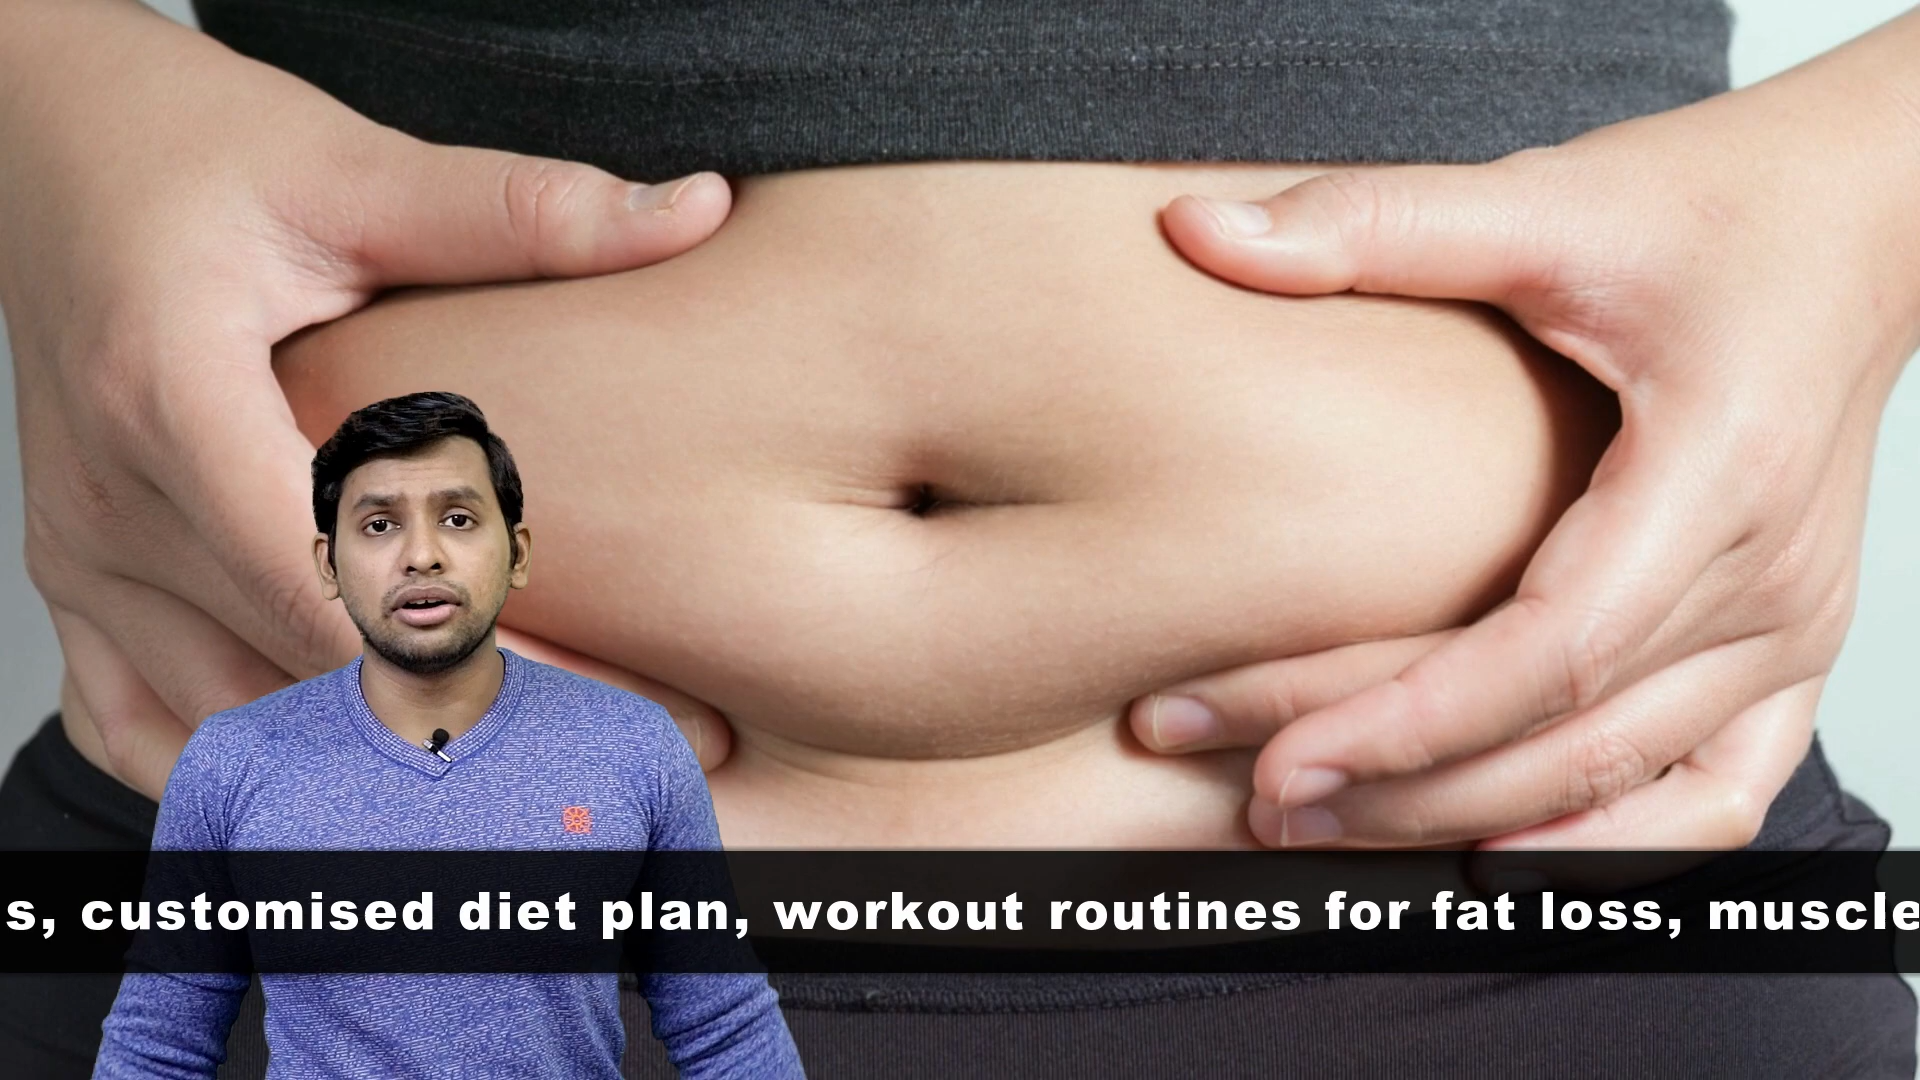 s, customised diet plan, workout routines for fat loss, muscle